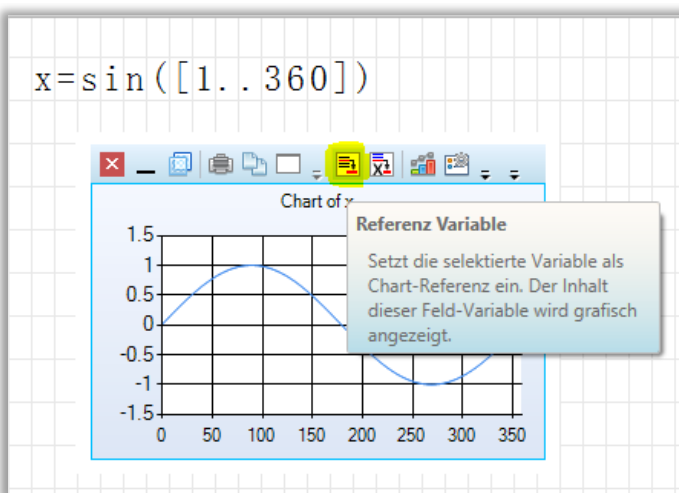 x=sin([1..360])
Chart of x
Referenz Variable
Setzt die selektierte Variable als
Chart-Referenz ein. Der Inhalt
dieser Feld-Variable wird grafisch
angezeigt.
1.5
1
0.5
0
-0.5
-1
-1.5
0 50 100 150 200 250 300 350